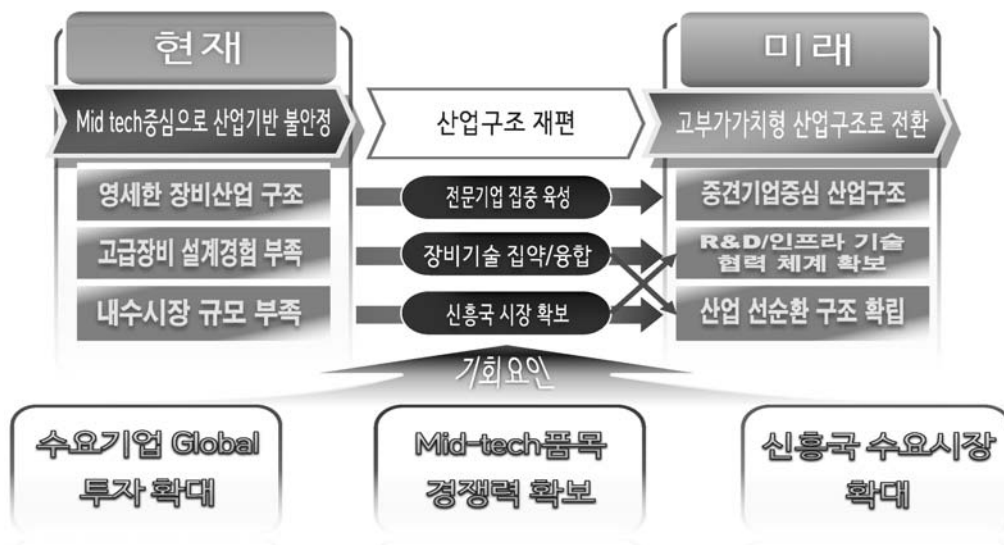 현재
미래
Mid tech중심으로 산업기반 불안정
산업구조 재편
고부가가치형 산업구조로 전환
영세한 장비산업 구조
전문기업 집중 육성
중견기업중심 산업구조
고급장비 설계경험 부족
장비기술 집약/융합
R&D/인프라 기술
협력 체계 확보
내수시장 규모 부족
신흥국 시장 확보
산업 선순환 구조 확립
기회요인
수요기업 Global
투자 확대
Mid-tech품목
경쟁력 확보
신흥국 수요시장
확대